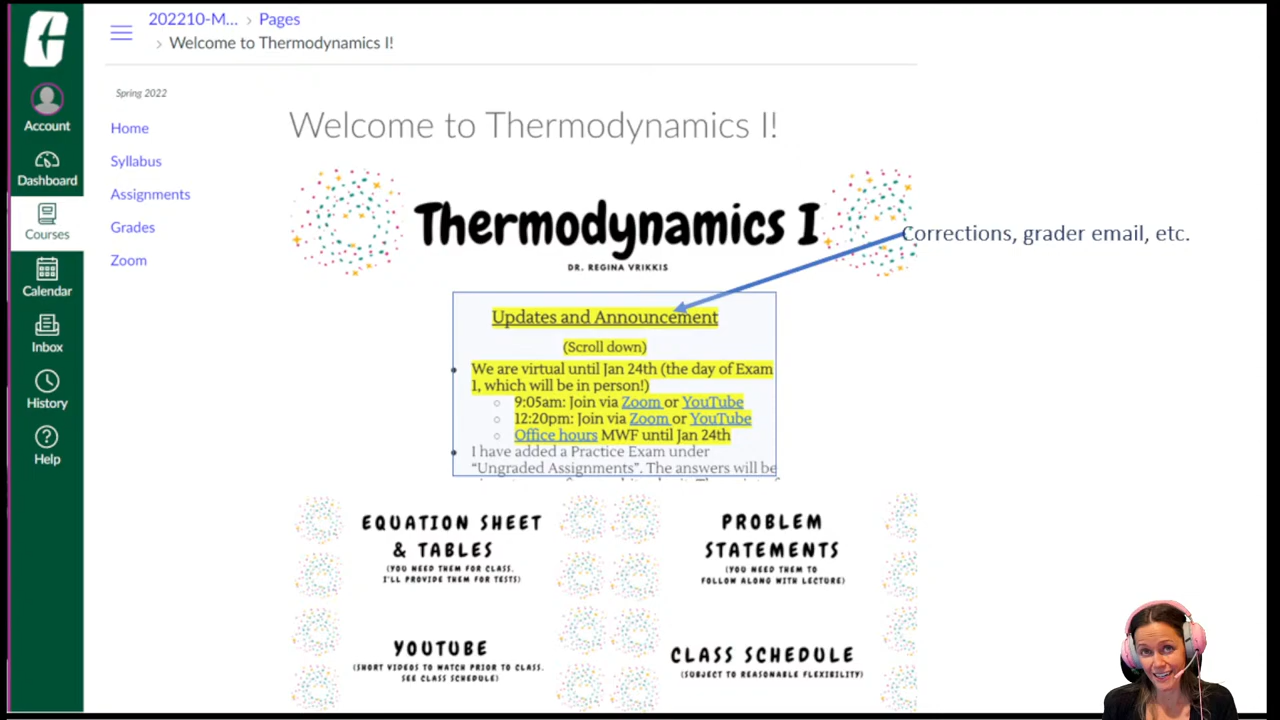 202210-M... > Pages
> Welcome to Thermodynamics I!
Account
Dashboard
Courses
Calendar
Inbox
History
Help
Spring 2022
Home
Syllabus
Assignments
Grades
Zoom
Welcome to Thermodynamics I!
Thermodynamics I
DR. REGINA VRIKKIS
Corrections, grader email, etc.
Updates and Announcement
(Scroll down)
We are virtual until Jan 24th (the day of Exam
1, which will be in person!)
9:05am: Join via Zoom or YouTube
12:20pm: Join via Zoom or YouTube
Office hours MWF until Jan 24th
I have added a Practice Exam under
“Ungraded Assignments”. The answers will be
EQUATION SHEET
& TABLES
(YOU NEED THEM FOR CLASS.
I'LL PROVIDE THEM FOR TESTS)
PROBLEM
STATEMENTS
(YOU NEED THEM TO
FOLLOW ALONG WITH LECTURE)
YOUTUBE
(SHORT VIDEOS TO WATCH PRIOR TO CLASS.
SEE CLASS SCHEDULE)
CLASS SCHEDULE
(SUBJECT TO REASONABLE FLEXIBILITY)